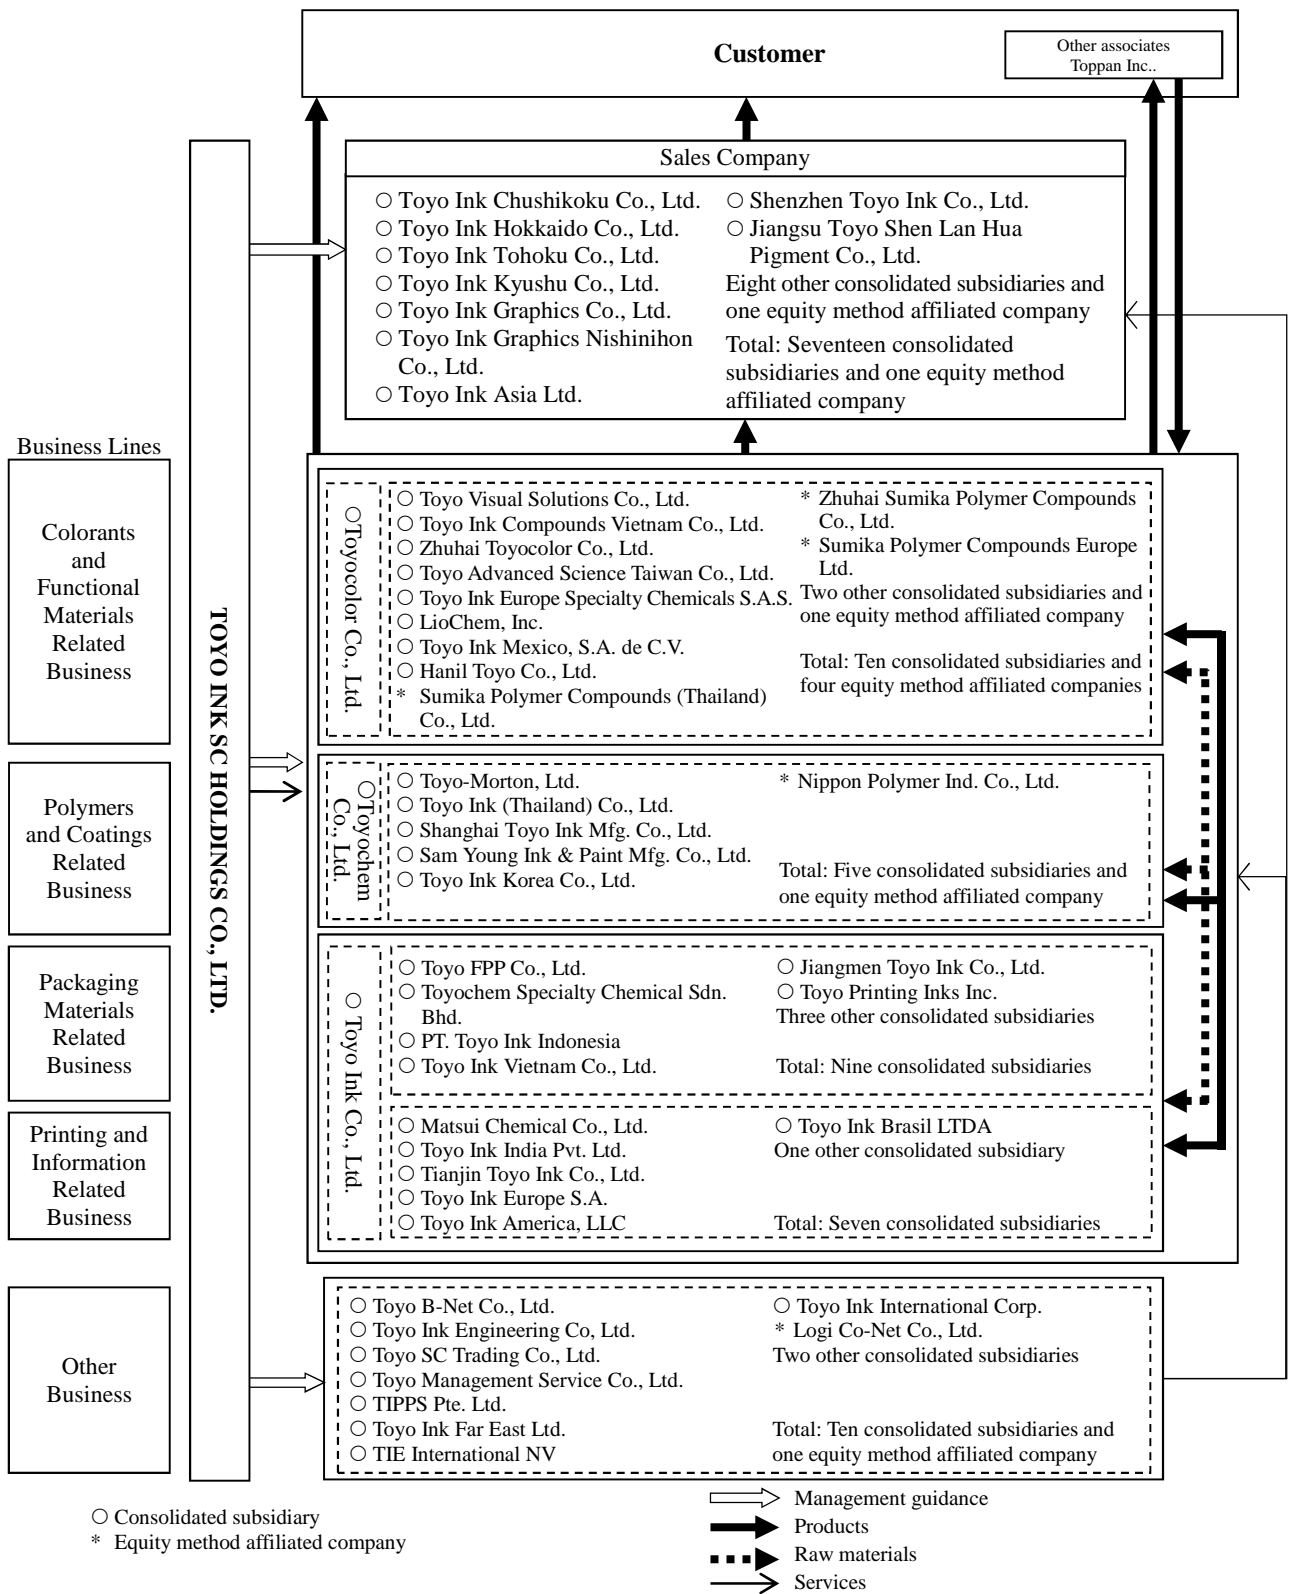 Customer
Other associates
Toppan Inc..
Sales Company
○ Toyo Ink Chushikoku Co., Ltd.
○ Toyo Ink Hokkaido Co., Ltd.
○ Toyo Ink Tohoku Co., Ltd.
○ Toyo Ink Kyushu Co., Ltd.
○ Toyo Ink Graphics Co., Ltd.
○ Toyo Ink Graphics Nishinihon
Co., Ltd.
○ Toyo Ink Asia Ltd.
○ Shenzhen Toyo Ink Co., Ltd.
○ Jiangsu Toyo Shen Lan Hua
Pigment Co., Ltd.
Eight other consolidated subsidiaries and
one equity method affiliated company
Total: Seventeen consolidated
subsidiaries and one equity method
affiliated company
Business Lines
Colorants
and
Functional
Materials
Related
Business
Polymers
and Coatings
Related
Business
Packaging
Materials
Related
Business
Printing and
Information
Related
Business
Other
Business
TOYO INK SC HOLDINGS CO., LTD.
○Toyocolor Co., Ltd.
○ Toyo Visual Solutions Co., Ltd.
○ Toyo Ink Compounds Vietnam Co., Ltd.
○ Zhuhai Toyocolor Co., Ltd.
○ Toyo Advanced Science Taiwan Co., Ltd.
○ Toyo Ink Europe Specialty Chemicals S.A.S.
○ LioChem, Inc.
○ Toyo Ink Mexico, S.A. de C.V.
○ Hanil Toyo Co., Ltd.
* Sumika Polymer Compounds (Thailand)
Co., Ltd.
* Zhuhai Sumika Polymer Compounds
Co., Ltd.
* Sumika Polymer Compounds Europe
Ltd.
Two other consolidated subsidiaries and
one equity method affiliated company
Total: Ten consolidated subsidiaries and
four equity method affiliated companies
○Toyochem
Co., Ltd.
○ Toyo-Morton, Ltd.
○ Toyo Ink (Thailand) Co., Ltd.
○ Shanghai Toyo Ink Mfg. Co., Ltd.
○ Sam Young Ink & Paint Mfg. Co., Ltd.
○ Toyo Ink Korea Co., Ltd.
* Nippon Polymer Ind. Co., Ltd.
Total: Five consolidated subsidiaries and
one equity method affiliated company
○ Toyo Ink Co., Ltd.
○ Toyo FPP Co., Ltd.
○ Toyochem Specialty Chemical Sdn.
Bhd.
○ PT. Toyo Ink Indonesia
○ Toyo Ink Vietnam Co., Ltd.
○ Jiangmen Toyo Ink Co., Ltd.
○ Toyo Printing Inks Inc.
Three other consolidated subsidiaries
Total: Nine consolidated subsidiaries
○ Matsui Chemical Co., Ltd.
○ Toyo Ink India Pvt. Ltd.
○ Tianjin Toyo Ink Co., Ltd.
○ Toyo Ink Europe S.A.
○ Toyo Ink America, LLC
○ Toyo Ink Brasil LTDA
One other consolidated subsidiary
Total: Seven consolidated subsidiaries
○ Toyo B-Net Co., Ltd.
○ Toyo Ink Engineering Co, Ltd.
○ Toyo SC Trading Co., Ltd.
○ Toyo Management Service Co., Ltd.
○ TIPPS Pte. Ltd.
○ Toyo Ink Far East Ltd.
○ TIE International NV
○ Toyo Ink International Corp.
* Logi Co-Net Co., Ltd.
Two other consolidated subsidiaries
Total: Ten consolidated subsidiaries and
one equity method affiliated company
○ Consolidated subsidiary
* Equity method affiliated company
Management guidance
Products
Raw materials
Services